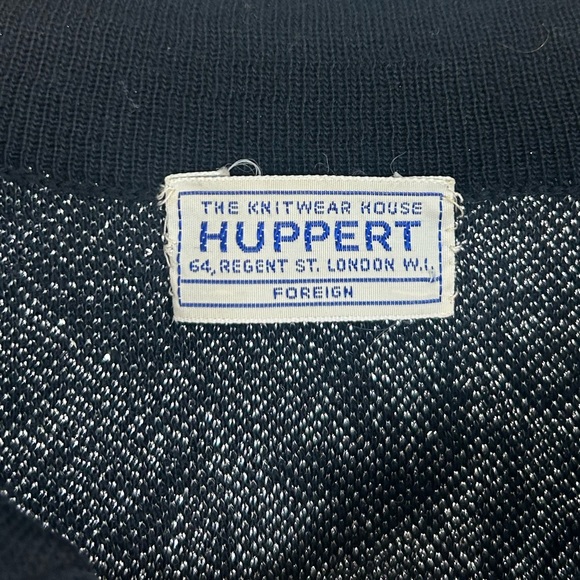 THE KNITWEAR HOUSE
HUPPERT
64, REGENT ST. LONDON W.1.
FOREIGN